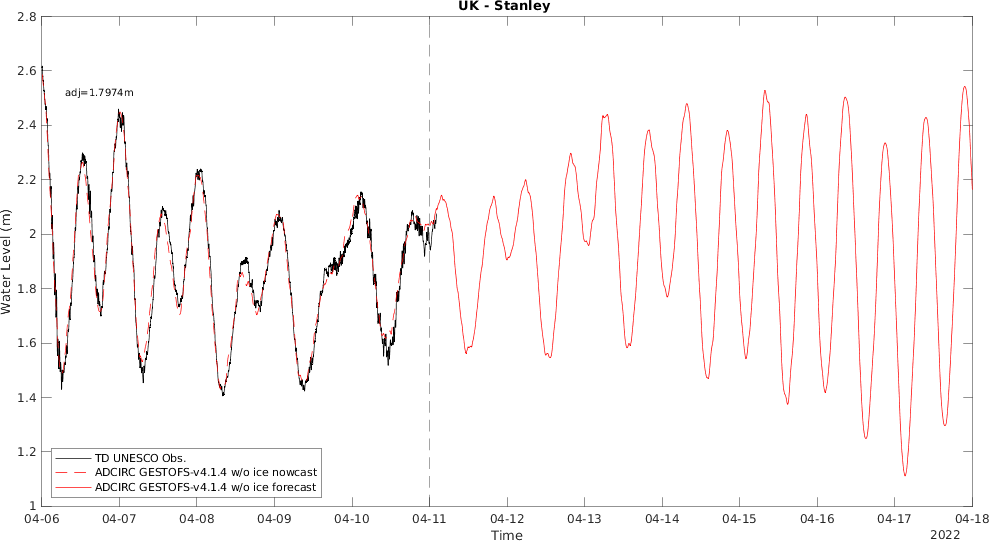 UK - Stanley
2.8
2.6
adj=1.7974m
2.4
2.2
2
1.8
1.6
1.4
1.2
1
Water Level (m)
TD UNESCO Obs.
ADCIRC GESTOFS-v4.1.4 w/o ice nowcast
ADCIRC GESTOFS-v4.1.4 w/o ice forecast
04-06 04-07 04-08 04-09 04-10 04-11 04-12 04-13 04-14 04-15 04-16 04-17 04-18
Time
2022